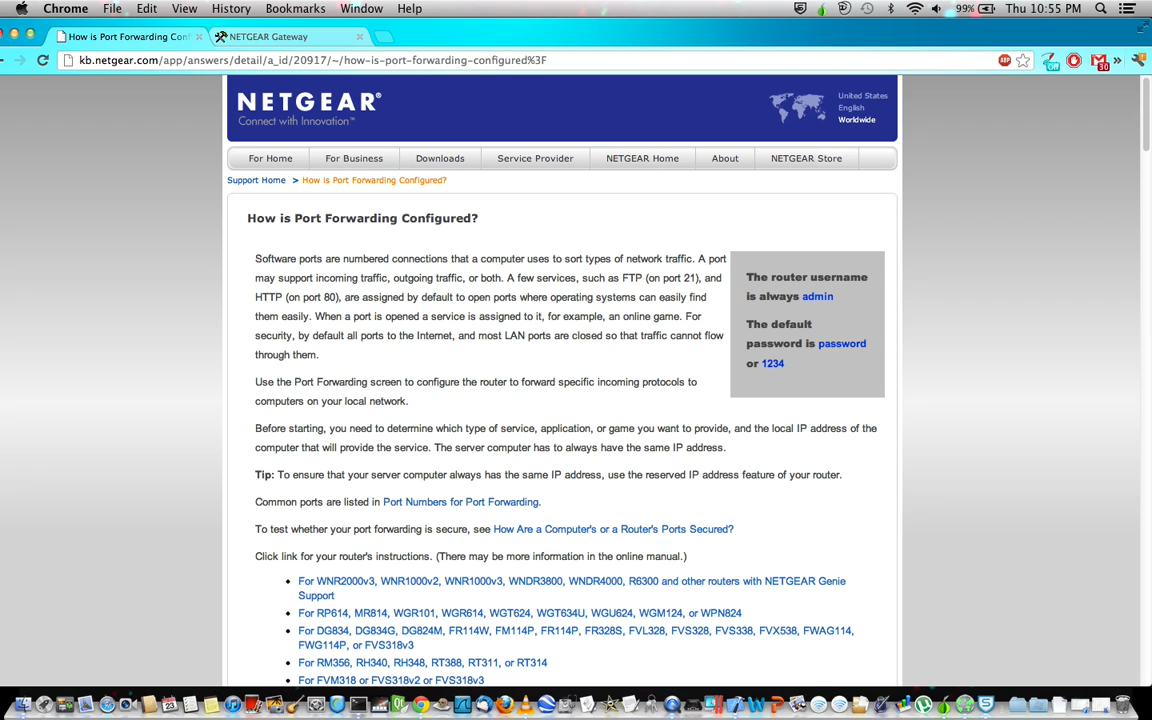 Chrome File Edit View History Bookmarks Window Help 99% Thu 10:55 PM
How is Port Forwarding Conf NETGEAR Gateway
kb.netgear.com/app/answers/detail/a_id/20917/~/how-is-port-forwarding-configured%3F
NETGEAR®
Connect with Innovation™
United States
English
Worldwide
For Home For Business Downloads Service Provider NETGEAR Home About NETGEAR Store
Support Home > How is Port Forwarding Configured?
How is Port Forwarding Configured?
Software ports are numbered connections that a computer uses to sort types of network traffic. A port
may support incoming traffic, outgoing traffic, or both. A few services, such as FTP (on port 21), and
HTTP (on port 80), are assigned by default to open ports where operating systems can easily find
them easily. When a port is opened a service is assigned to it, for example, an online game. For
security, by default all ports to the Internet, and most LAN ports are closed so that traffic cannot flow
through them.
The router username
is always admin
The default
password is password
or 1234
Use the Port Forwarding screen to configure the router to forward specific incoming protocols to
computers on your local network.
Before starting, you need to determine which type of service, application, or game you want to provide, and the local IP address of the
computer that will provide the service. The server computer has to always have the same IP address.
Tip: To ensure that your server computer always has the same IP address, use the reserved IP address feature of your router.
Common ports are listed in Port Numbers for Port Forwarding.
To test whether your port forwarding is secure, see How Are a Computer's or a Router's Ports Secured?
Click link for your router's instructions. (There may be more information in the online manual.)
For WNR2000v3, WNR1000v2, WNR1000v3, WNDR3800, WNDR4000, R6300 and other routers with NETGEAR Genie
Support
For RP614, MR814, WGR101, WGR614, WGT624, WGT634U, WGU624, WGM124, or WPN824
For DG834, DG834G, DG824M, FR114W, FM114P, FR114P, FR328S, FVL328, FVS328, FVS338, FVX538, FWAG114,
FWG114P, or FVS318v3
For RM356, RH340, RH348, RT388, RT311, or RT314
For FVM318 or FVS318v2 or FVS318v3